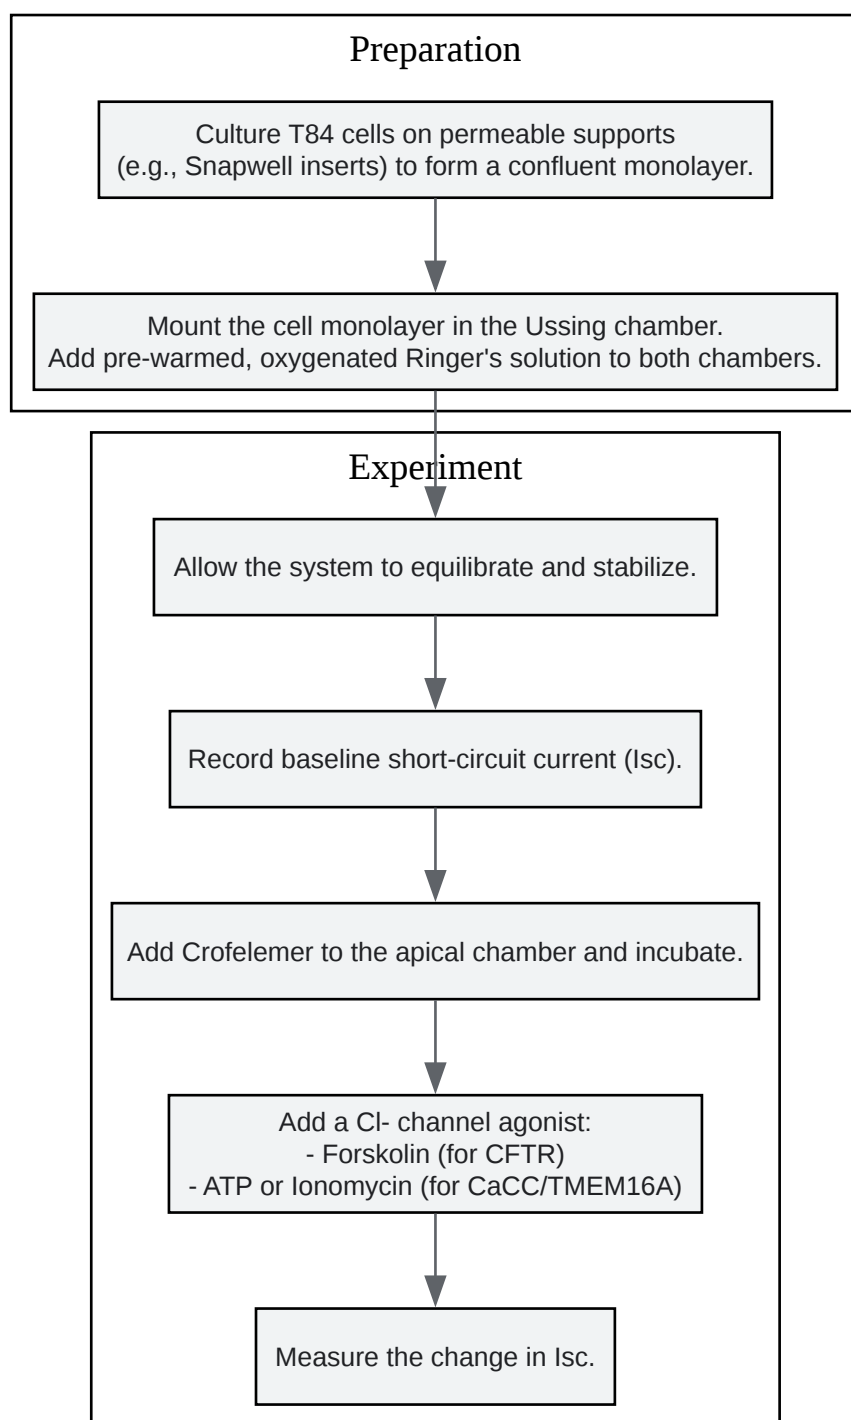 Preparation
Culture T84 cells on permeable supports
(e.g., Snapwell inserts) to form a confluent monolayer.
Mount the cell monolayer in the Ussing chamber.
Add pre-warmed, oxygenated Ringer's solution to both chambers.
Experiment
Allow the system to equilibrate and stabilize.
Record baseline short-circuit current (Isc).
Add Crofelemer to the apical chamber and incubate.
Add a Cl- channel agonist:
- Forskolin (for CFTR)
- ATP or Ionomycin (for CaCC/TMEM16A)
Measure the change in Isc.